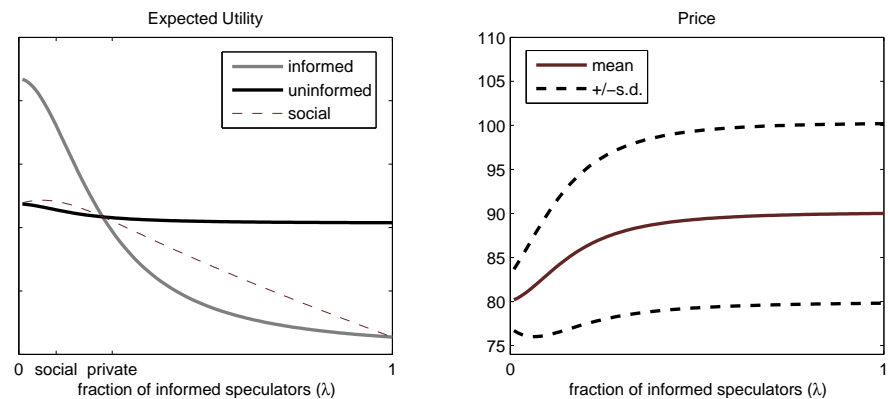 Expected Utility
informed
uninformed
social
0 social private 1
fraction of informed speculators (λ)
Price
110
105
100
95
90
85
80
75
mean
+/−s.d.
0 1
fraction of informed speculators (λ)